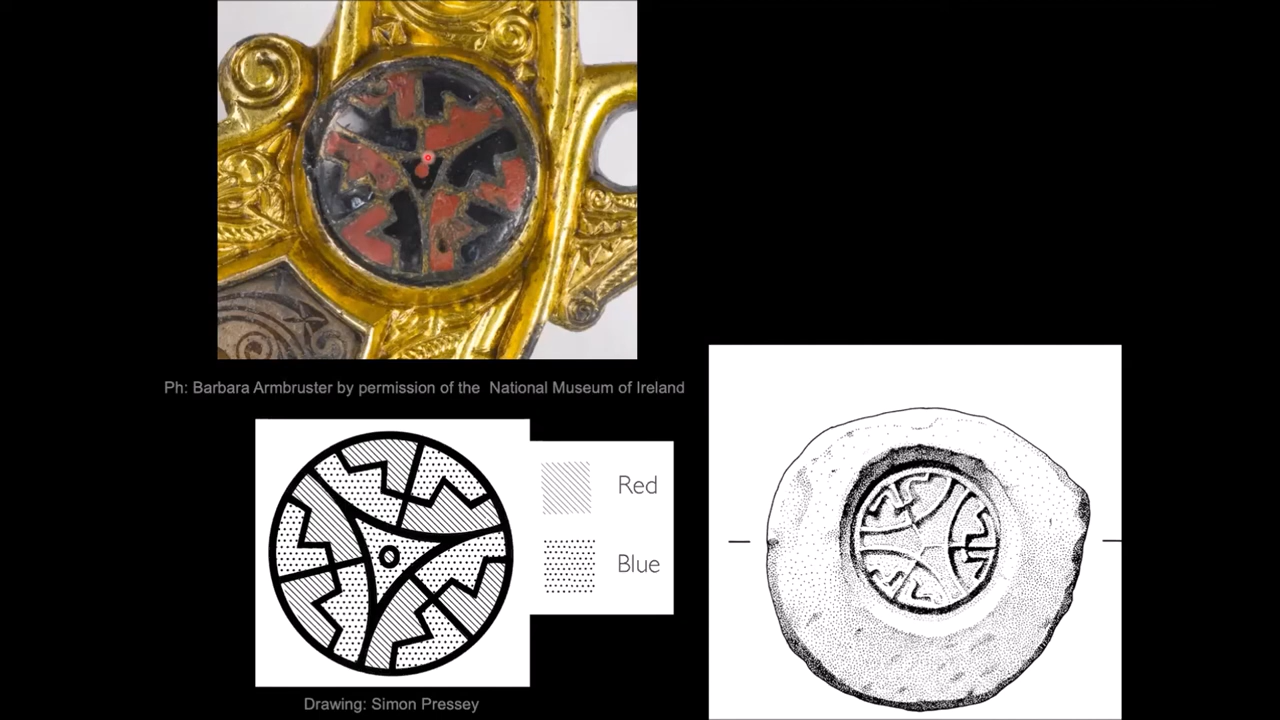 Ph: Barbara Armbruster by permission of the National Museum of Ireland
Red
Blue
Drawing: Simon Pressey